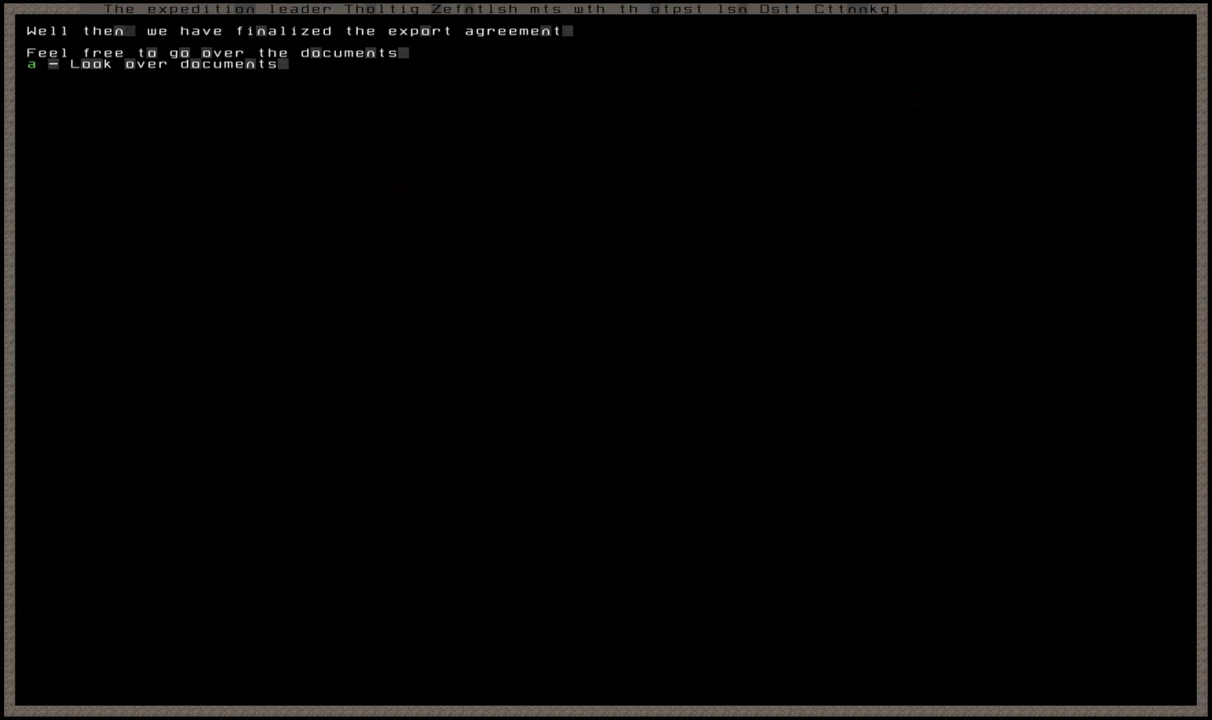 The expedition leader Tholtig Zefntlsh mts wth th otpst lsn Dstt Cttnnkgl
Well then we have finalized the export agreement
Feel free to go over the documents
a - Look over documents